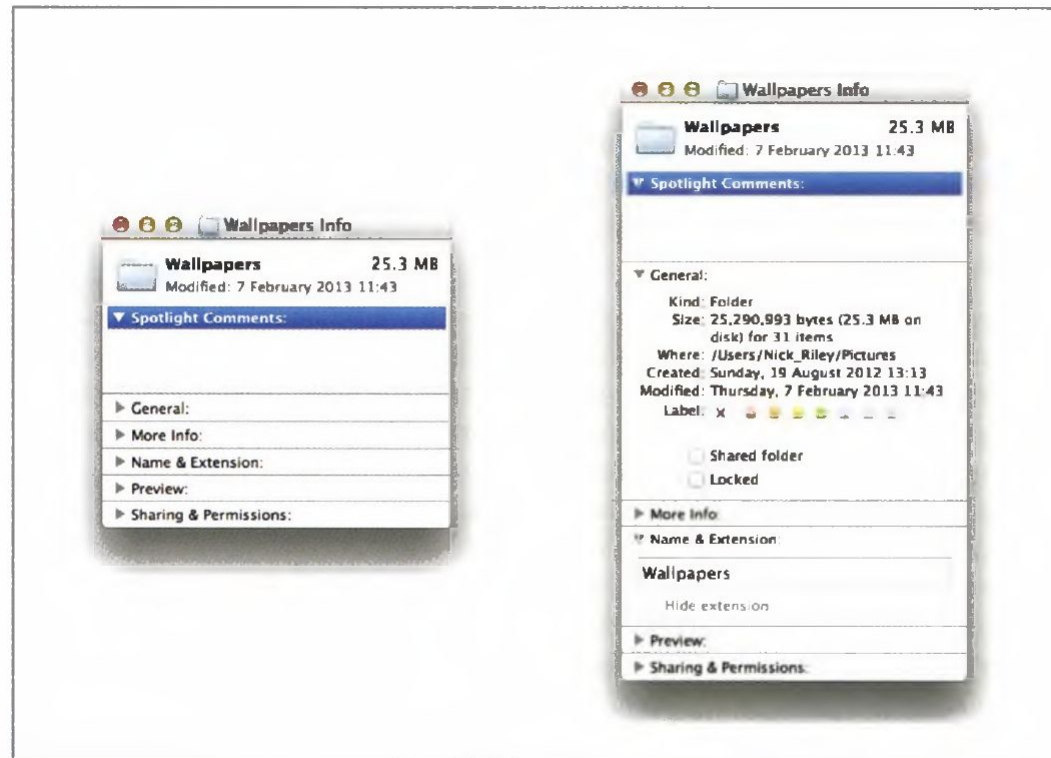 Wallpapers Info
Wallpapers 25.3 MB
Modified: 7 February 2013 11:43
Spotlight Comments:
General:
More Info:
Name & Extension:
Preview:
Sharing & Permissions:
Wallpapers Info
Wallpapers 25.3 MB
Modified: 7 February 2013 11:43
Spotlight Comments:
General:
Kind: Folder
Size: 25,290,993 bytes (25.3 MB on
disk) for 31 items
Where: /Users/Nick_Riley/Pictures
Created: Sunday, 19 August 2012 13:13
Modified: Thursday, 7 February 2013 11:43
Label: x
Shared folder
Locked
More Info:
Name & Extension:
Wallpapers
Hide extension
Preview:
Sharing & Permissions: